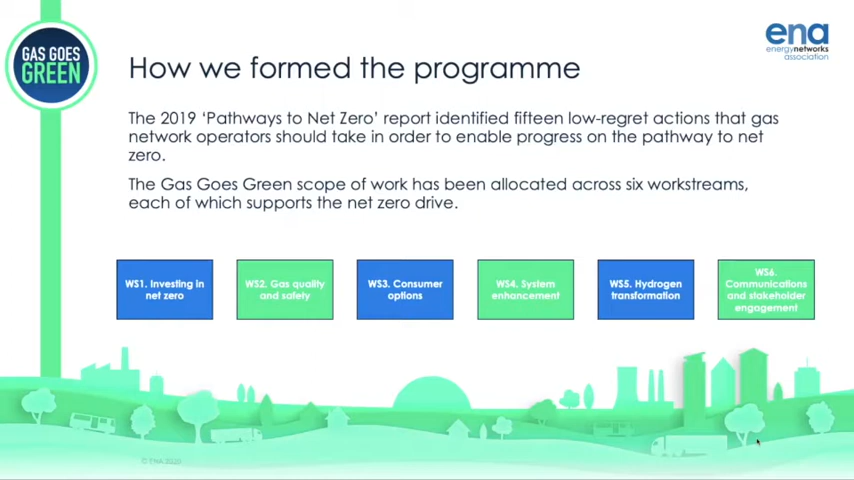 GAS GOES
GREEN
ena
energynetworks
association
How we formed the programme
The 2019 ‘Pathways to Net Zero’ report identified fifteen low-regret actions that gas
network operators should take in order to enable progress on the pathway to net
zero.
The Gas Goes Green scope of work has been allocated across six workstreams,
each of which supports the net zero drive.
WS1. Investing in
net zero
WS2. Gas quality
and safety
WS3. Consumer
options
WS4. System
enhancement
WS5. Hydrogen
transformation
WS6.
Communications
and stakeholder
engagement
© ENA 2020